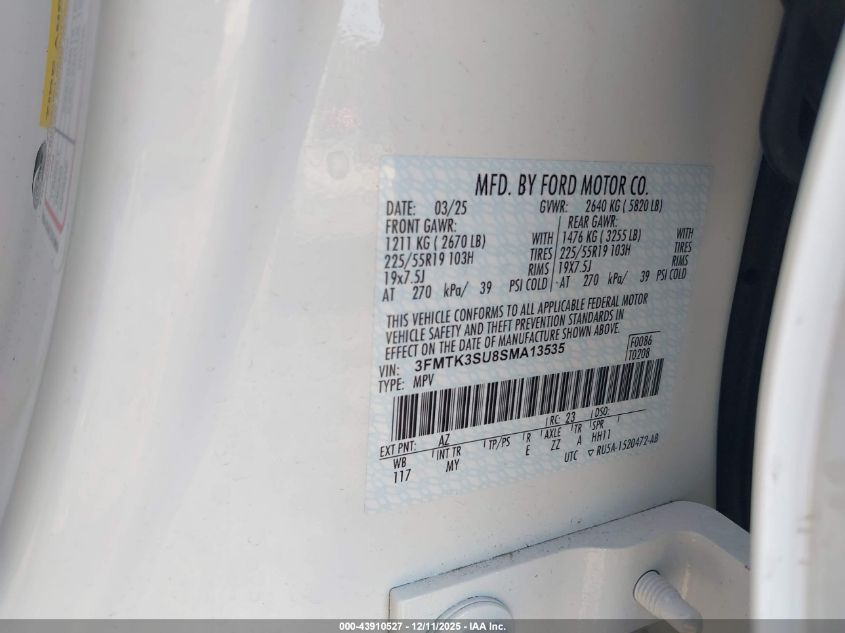 MFD. BY FORD MOTOR CO.
DATE: 03/25 GVWR: 2640 KG ( 5820 LB)
FRONT GAWR: REAR GAWR:
1211 KG ( 2670 LB) WITH 1476 KG ( 3255 LB) WITH
225/55R19 103H TIRES 225/55R19 103H TIRES
19x7.5J RIMS 19X7.5J RIMS
AT 270 kPa/ 39 PSI COLD AT 270 kPa/ 39 PSI COLD
THIS VEHICLE CONFORMS TO ALL APPLICABLE FEDERAL MOTOR
VEHICLE SAFETY AND THEFT PREVENTION STANDARDS IN
EFFECT ON THE DATE OF MANUFACTURE SHOWN ABOVE.
VIN: 3FMTK3SU8SMA13535 F0086
TYPE: MPV T0208
EXT PNT: AZ RC: 23 DSO:
WB INT TR TP/PS R AXLE TR SPR
117 MY E ZZ A HH11
UTC ▽ RU5A-1520472-AB
000-43910527 - 12/11/2025 - IAA Inc.